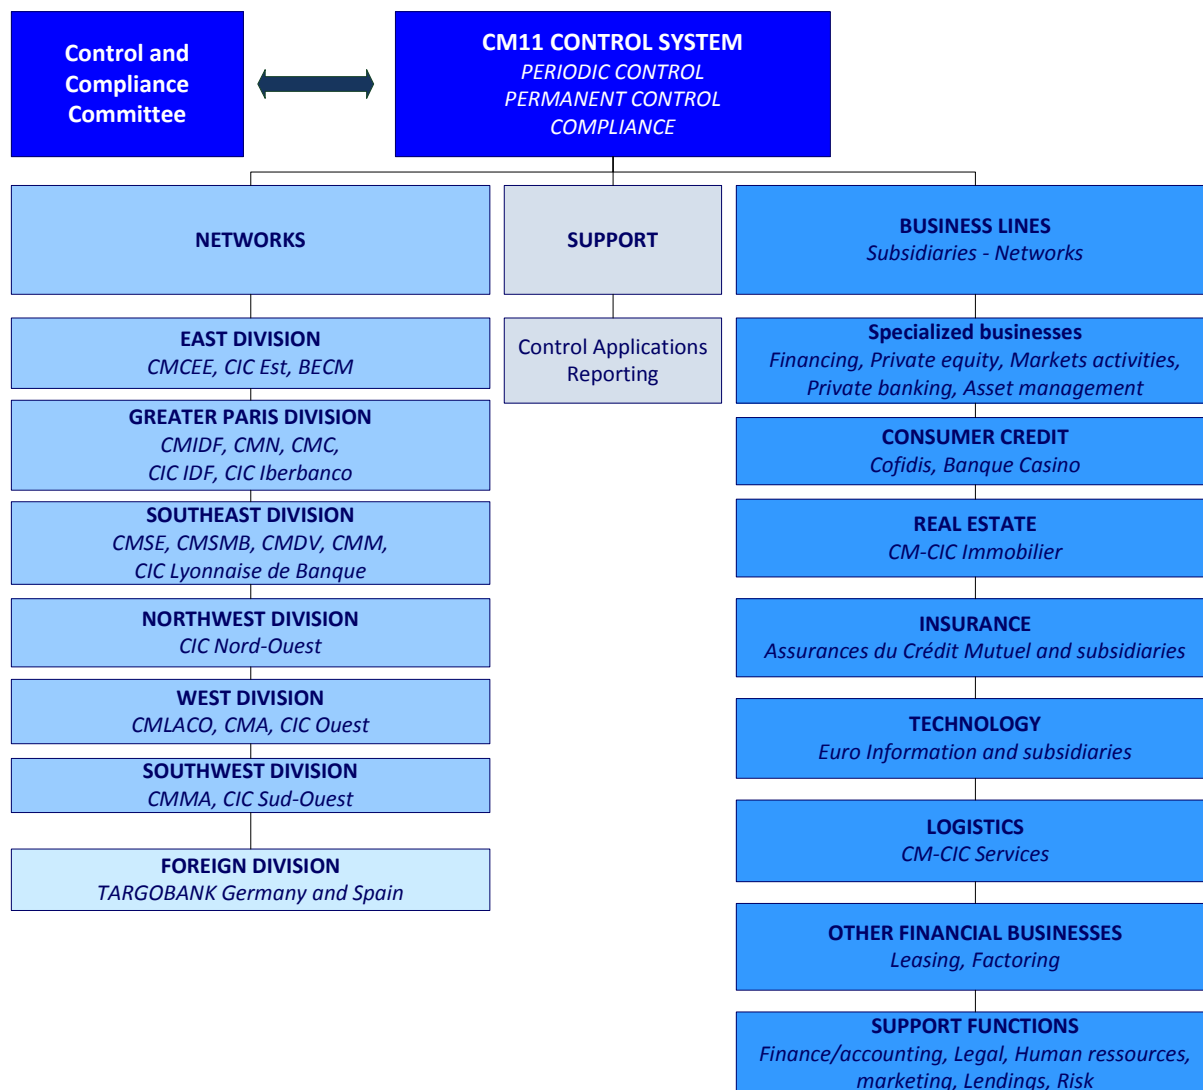 Control and
Compliance
Committee
CM11 CONTROL SYSTEM
PERIODIC CONTROL
PERMANENT CONTROL
COMPLIANCE
NETWORKS
SUPPORT
BUSINESS LINES
Subsidiaries - Networks
EAST DIVISION
CMCEE, CIC Est, BECM
GREATER PARIS DIVISION
CMIDF, CMN, CMC,
CIC IDF, CIC Iberbanco
SOUTHEAST DIVISION
CMSE, CMSMB, CMDV, CMM,
CIC Lyonnaise de Banque
NORTHWEST DIVISION
CIC Nord-Ouest
WEST DIVISION
CMLACO, CMA, CIC Ouest
SOUTHWEST DIVISION
CMMA, CIC Sud-Ouest
FOREIGN DIVISION
TARGOBANK Germany and Spain
Control Applications
Reporting
Specialized businesses
Financing, Private equity, Markets activities,
Private banking, Asset management
CONSUMER CREDIT
Cofidis, Banque Casino
REAL ESTATE
CM-CIC Immobilier
INSURANCE
Assurances du Crédit Mutuel and subsidiaries
TECHNOLOGY
Euro Information and subsidiaries
LOGISTICS
CM-CIC Services
OTHER FINANCIAL BUSINESSES
Leasing, Factoring
SUPPORT FUNCTIONS
Finance/accounting, Legal, Human ressources,
marketing, Lendings, Risk